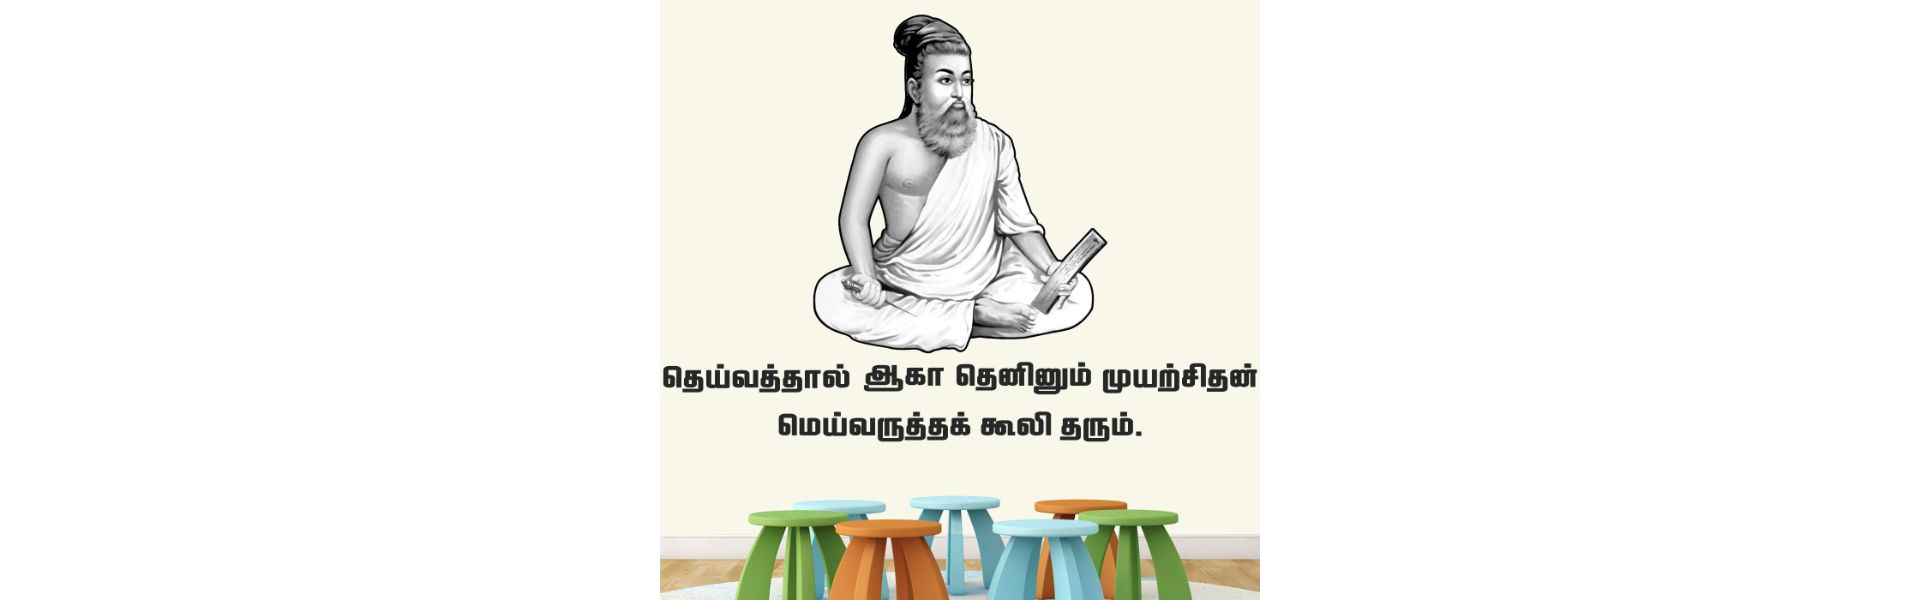 தெய்வத்தால் ஆகா தெனினும் முயற்சிதன்
மெய்வருத்தக் கூலி தரும்.